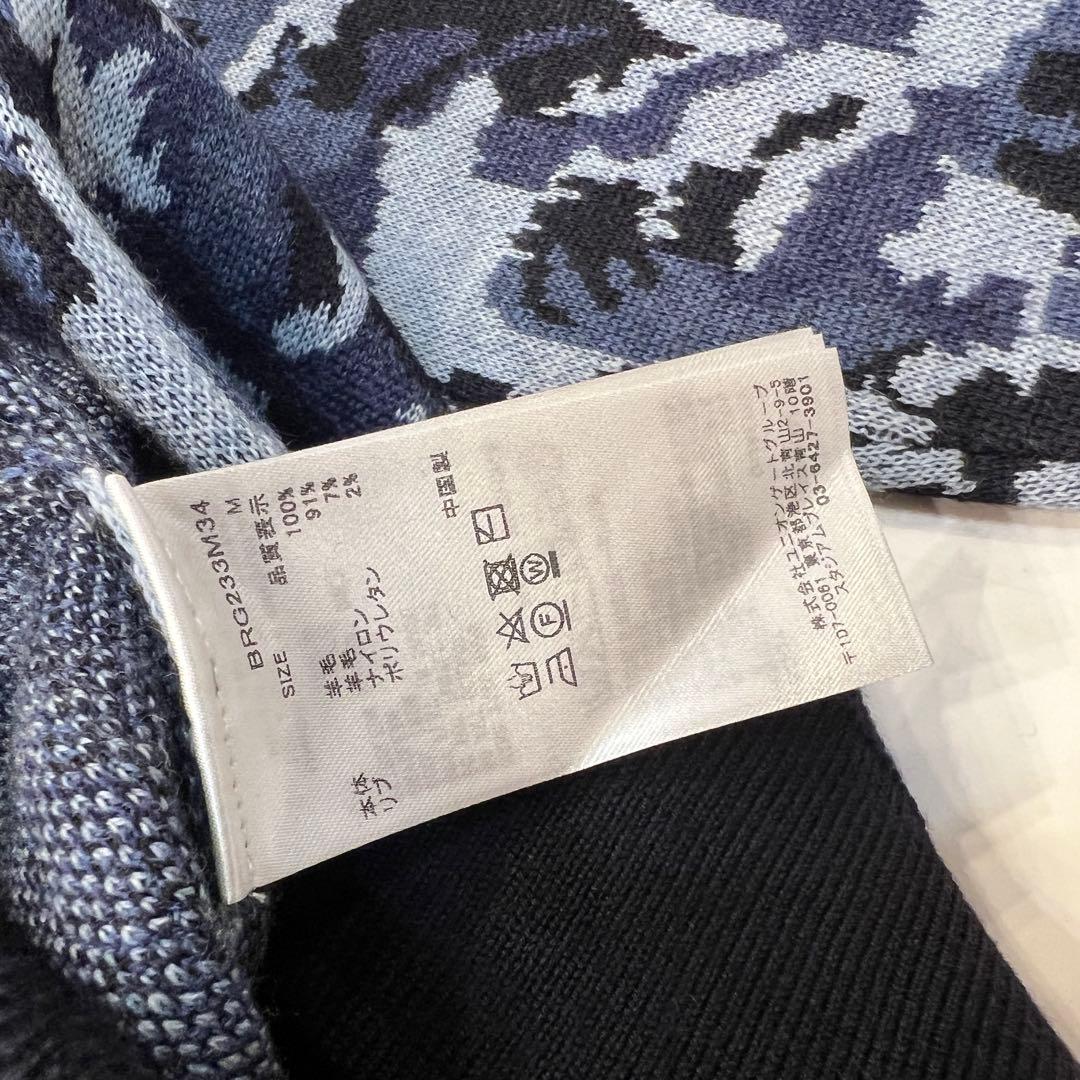 BRG233M34
SIZE M
品質表示
本体 羊毛 100%
リブ 羊毛 91%
ナイロン 7%
ポリウレタン 2%
中国製
W
F
株式会社ユニオンゲートグループ
〒107-0061 東京都港区北青山2-9-5
スタジアムプレイス青山 10階
03-6427-3901